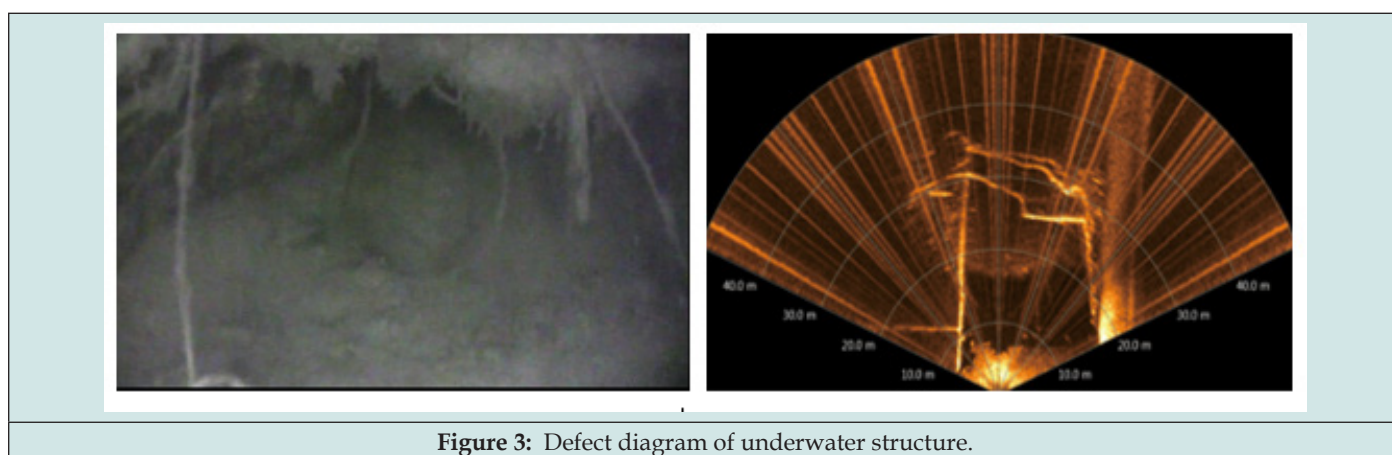 40.0 m
40.0 m
30.0 m
30.0 m
20.0 m
20.0 m
10.0 m
10.0 m
Figure 3: Defect diagram of underwater structure.